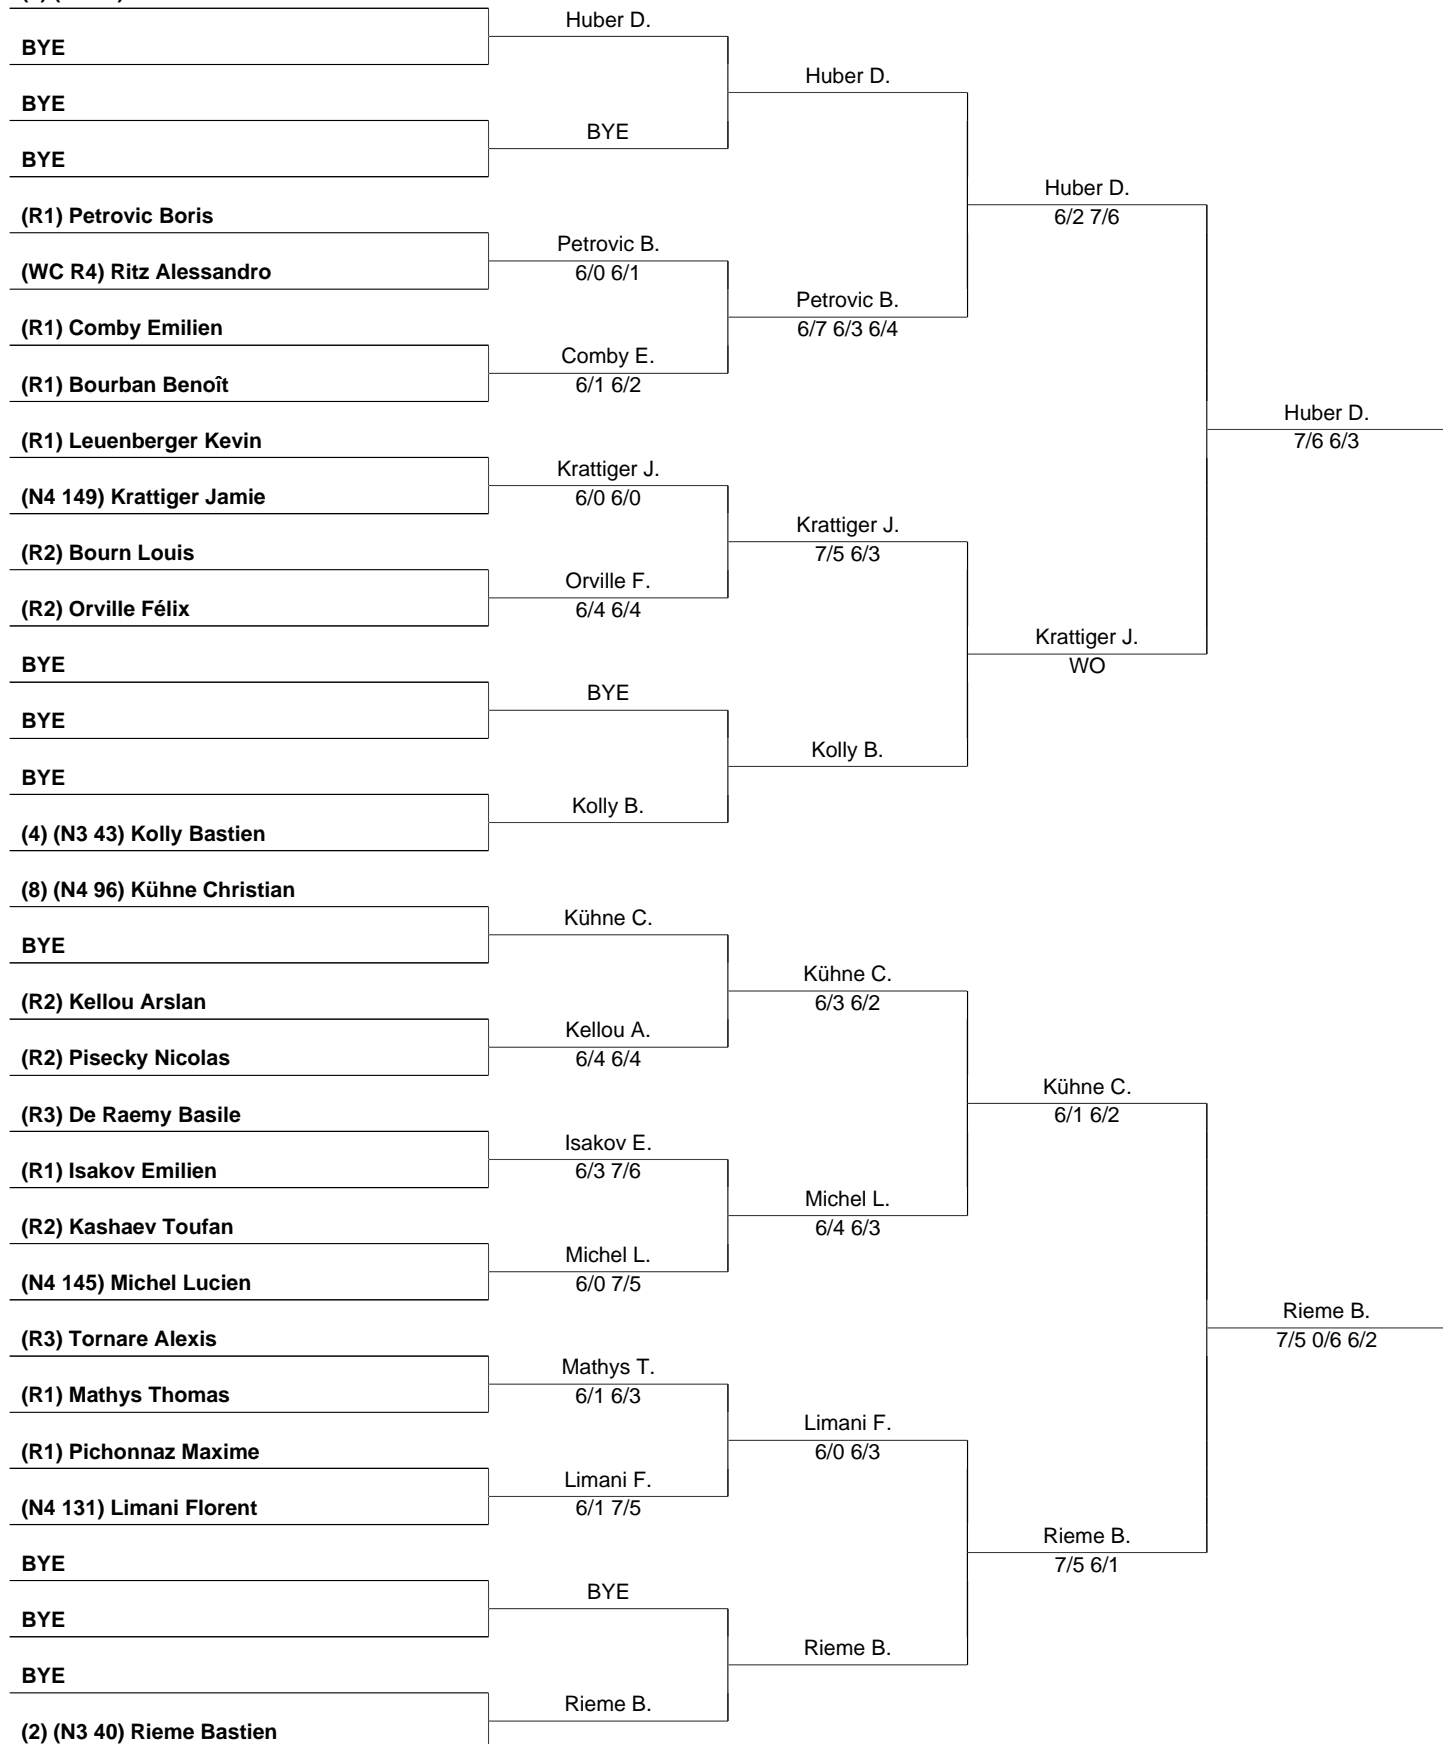 BYE
BYE
BYE
(R1) Petrovic Boris
(WC R4) Ritz Alessandro
(R1) Comby Emilien
(R1) Bourban Benoît
(R1) Leuenberger Kevin
(N4 149) Krattiger Jamie
(R2) Bourn Louis
(R2) Orville Félix
BYE
BYE
BYE
(4) (N3 43) Kolly Bastien
(8) (N4 96) Kühne Christian
BYE
(R2) Kellou Arslan
(R2) Pisecky Nicolas
(R3) De Raemy Basile
(R1) Isakov Emilien
(R2) Kashaev Toufan
(N4 145) Michel Lucien
(R3) Tornare Alexis
(R1) Mathys Thomas
(R1) Pichonnaz Maxime
(N4 131) Limani Florent
BYE
BYE
BYE
(2) (N3 40) Rieme Bastien
Huber D.
BYE
Petrovic B.
6/0 6/1
Comby E.
6/1 6/2
Krattiger J.
6/0 6/0
Orville F.
6/4 6/4
BYE
Kolly B.
Kühne C.
Kellou A.
6/4 6/4
Isakov E.
6/3 7/6
Michel L.
6/0 7/5
Mathys T.
6/1 6/3
Limani F.
6/1 7/5
BYE
Rieme B.
Huber D.
Petrovic B.
6/7 6/3 6/4
Krattiger J.
7/5 6/3
Kolly B.
Kühne C.
6/3 6/2
Michel L.
6/4 6/3
Limani F.
6/0 6/3
Rieme B.
Huber D.
6/2 7/6
Krattiger J.
WO
Kühne C.
6/1 6/2
Rieme B.
7/5 6/1
Huber D.
7/6 6/3
Rieme B.
7/5 0/6 6/2